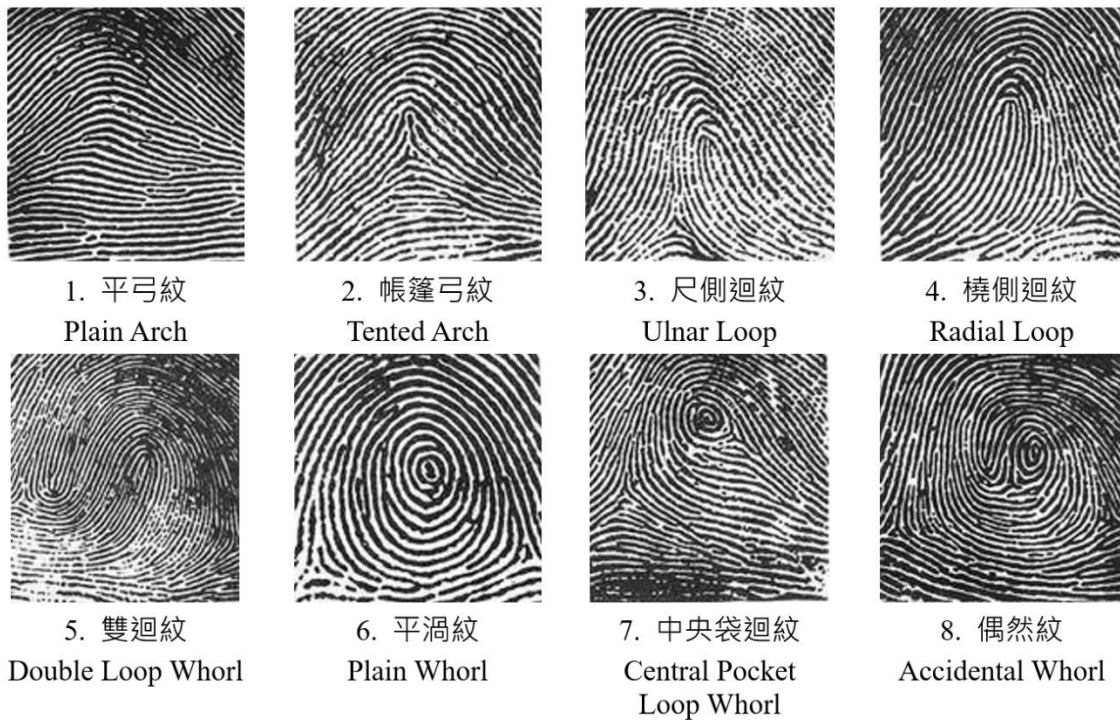 1. 平弓紋
Plain Arch
2. 帳篷弓紋
Tented Arch
3. 尺側迴紋
Ulnar Loop
4. 橈側迴紋
Radial Loop
5. 雙迴紋
Double Loop Whorl
6. 平渦紋
Plain Whorl
7. 中央袋迴紋
Central Pocket
Loop Whorl
8. 偶然紋
Accidental Whorl